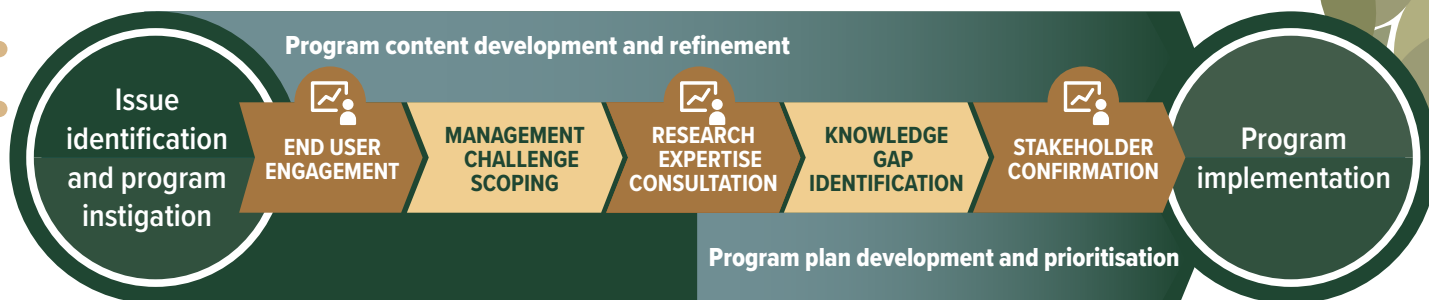 Program content development and refinement
Issue
identification
and program
instigation
END USER
ENGAGEMENT
MANAGEMENT
CHALLENGE
SCOPING
RESEARCH
EXPERTISE
CONSULTATION
KNOWLEDGE
GAP
IDENTIFICATION
STAKEHOLDER
CONFIRMATION
Program
implementation
Program plan development and prioritisation